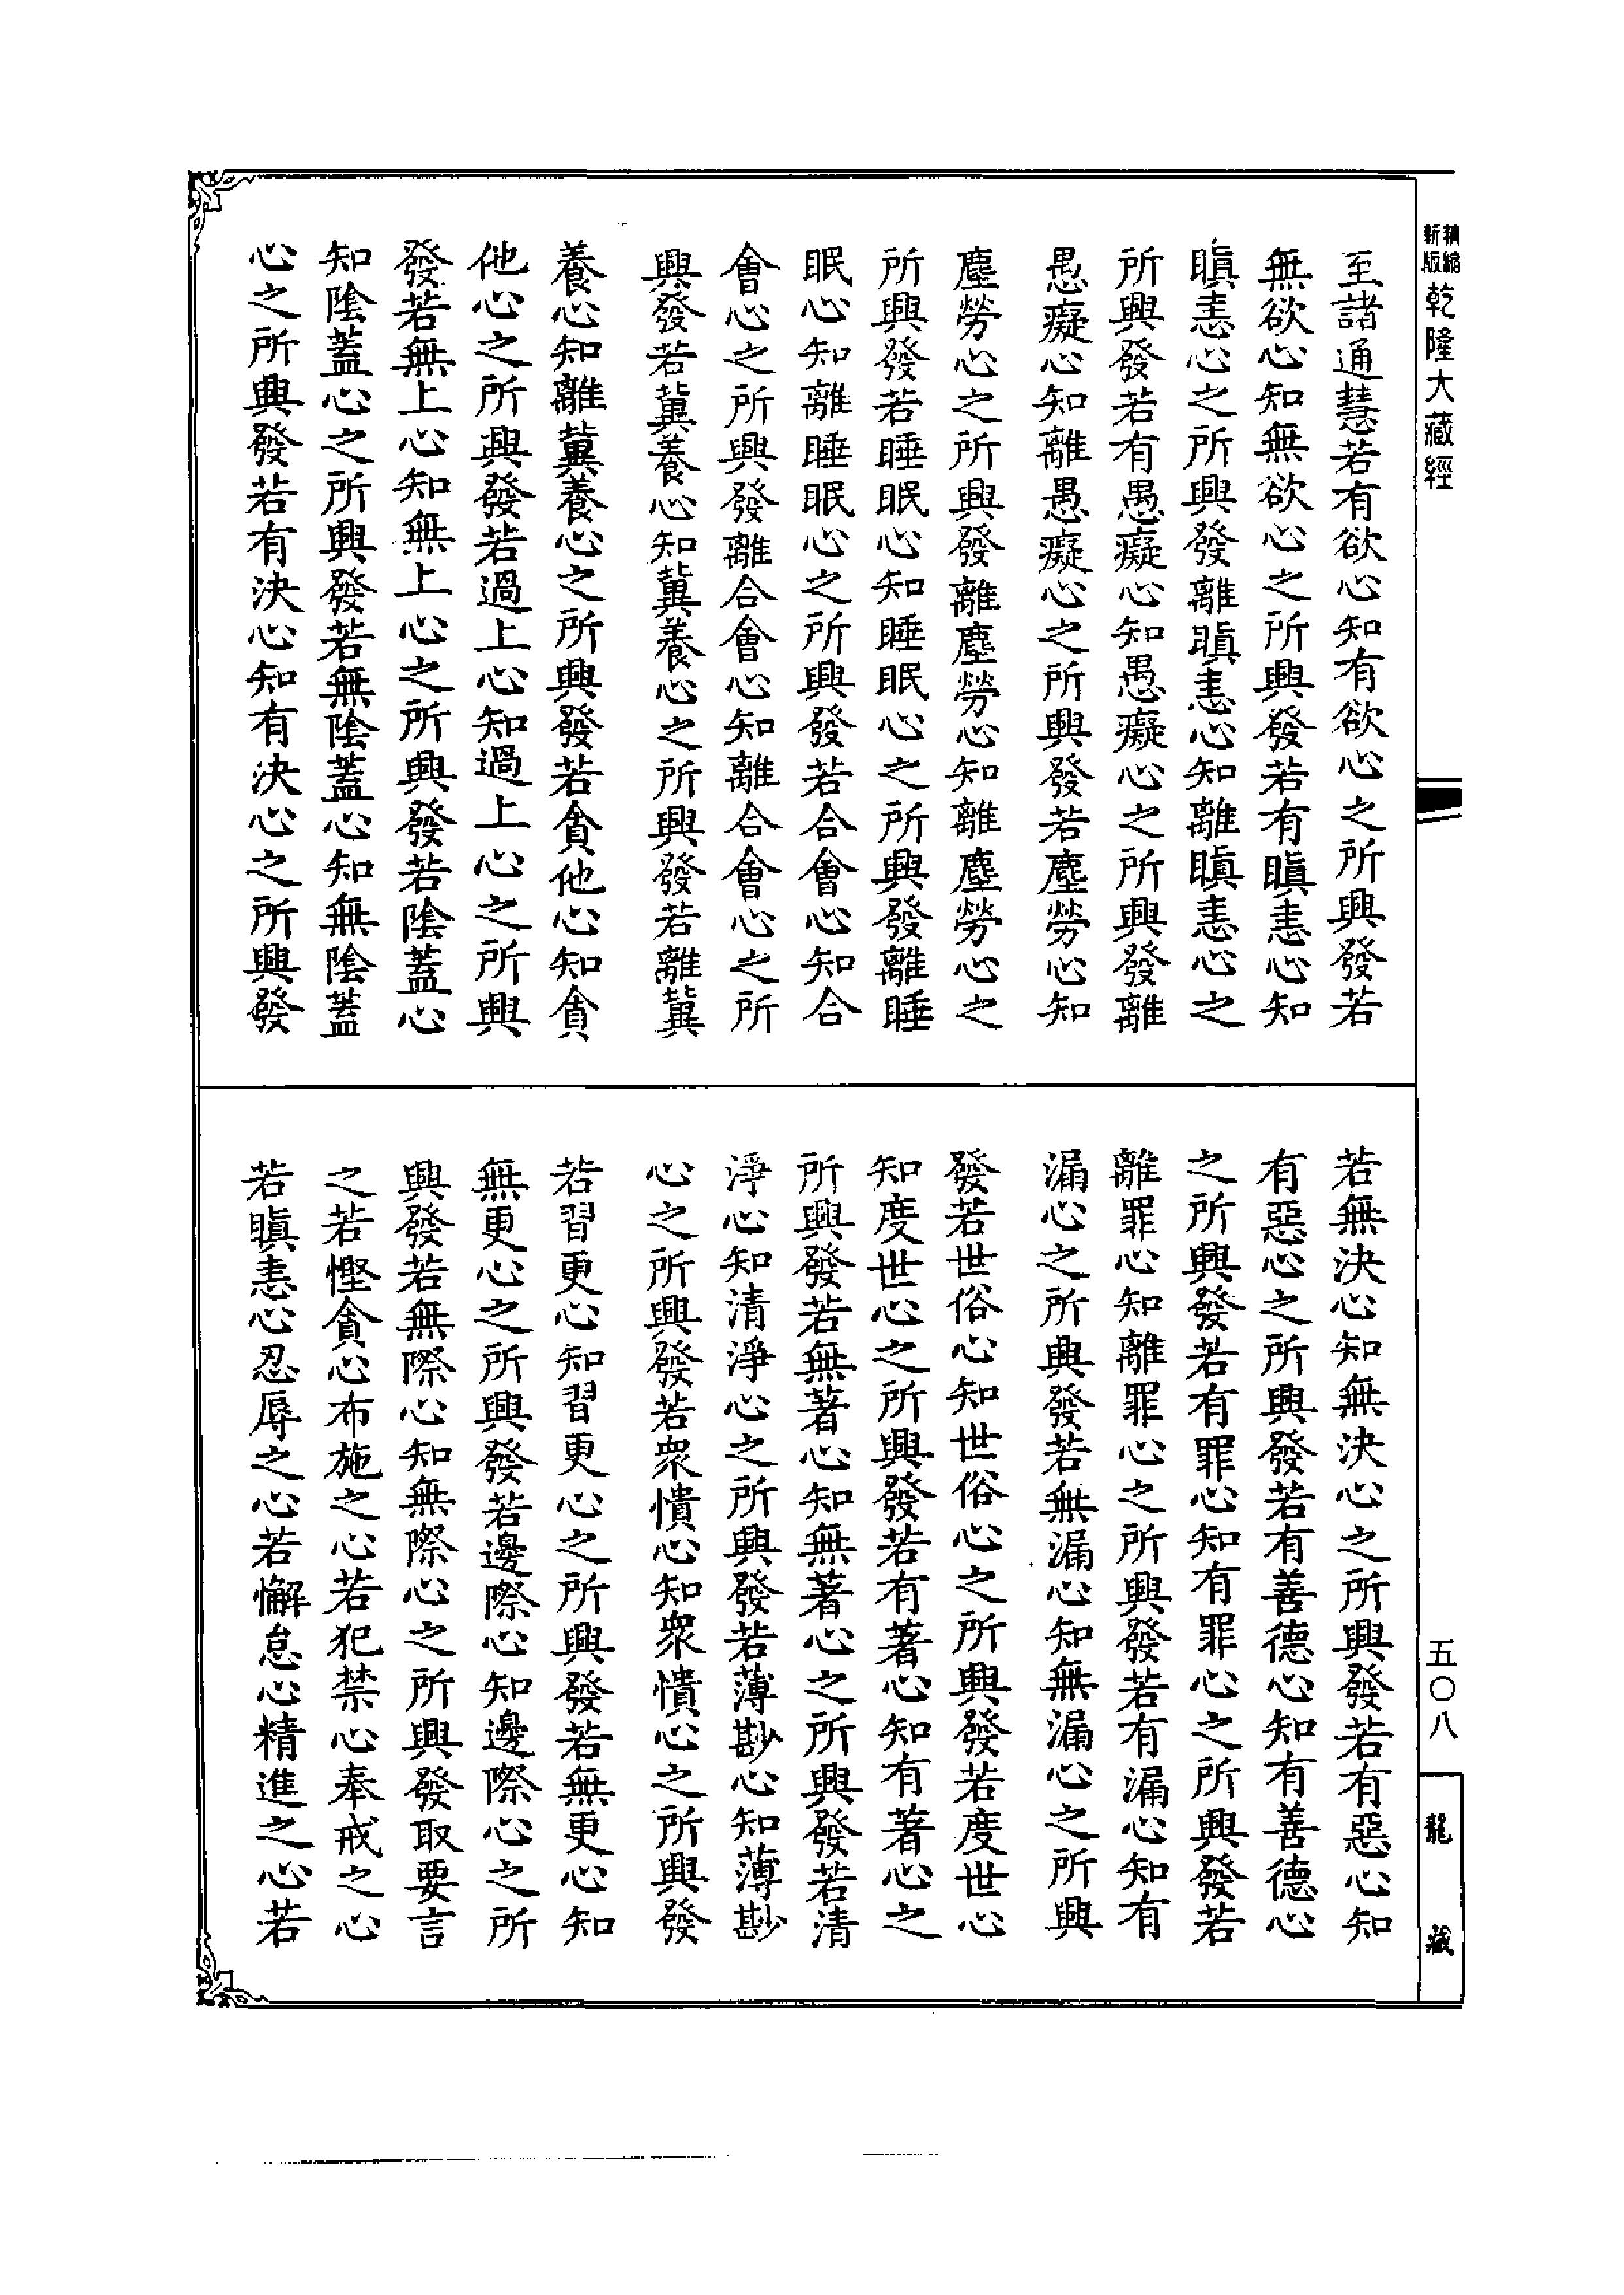 新版
精縮
乾隆大藏經
至諸通慧若有欲心知有欲心之所興發若
無欲心知無欲心之所興發若有瞋恚心知
瞋恚心之所興發離瞋恚心知離瞋恚心之
所興發若有愚癡心知愚癡心之所興發離
愚癡心知離愚癡心之所興發若塵勞心知
塵勞心之所興發離塵勞心知離塵勞心之
所興發若睡眠心知睡眠心之所興發離睡
眠心知離睡眠心之所興發若合會心知合
會心之所興發離合會心知離合會心之所
興發若冀養心知冀養心之所興發若離冀
養心知離冀養心之所興發若貪他心知貪
他心之所興發若過上心知過上心之所興
發若無上心知無上心之所興發若陰蓋心
知陰蓋心之所興發若無陰蓋心知無陰蓋
心之所興發若有決心知有決心之所興發
若無決心知無決心之所興發若有惡心知
有惡心之所興發若有善德心知有善德心
之所興發若有罪心知有罪心之所興發若
離罪心知離罪心之所興發若有漏心知有
漏心之所興發若無漏心知無漏心之所興
發若世俗心知世俗心之所興發若度世心
知度世心之所興發若有著心知有著心之
所興發若無著心知無著心之所興發若清
淨心知清淨心之所興發若薄尠心知薄尠
心之所興發若衆憒心知衆憒心之所興發
若習更心知習更心之所興發若無更心知
無更心之所興發若邊際心知邊際心之所
興發若無際心知無際心之所興發取要言
之若慳貪心布施之心若犯禁心奉戒之心
若瞋恚心忍辱之心若懈怠心精進之心若
五〇八
龍藏